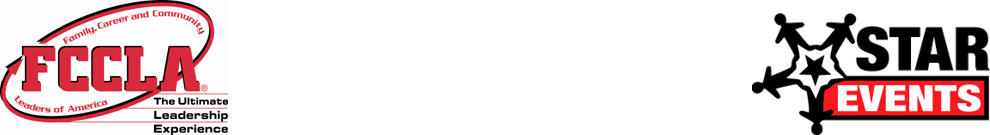 Family, Career and Community
FCCLA®
Leaders of America
The Ultimate
Leadership
Experience
STAR
EVENTS